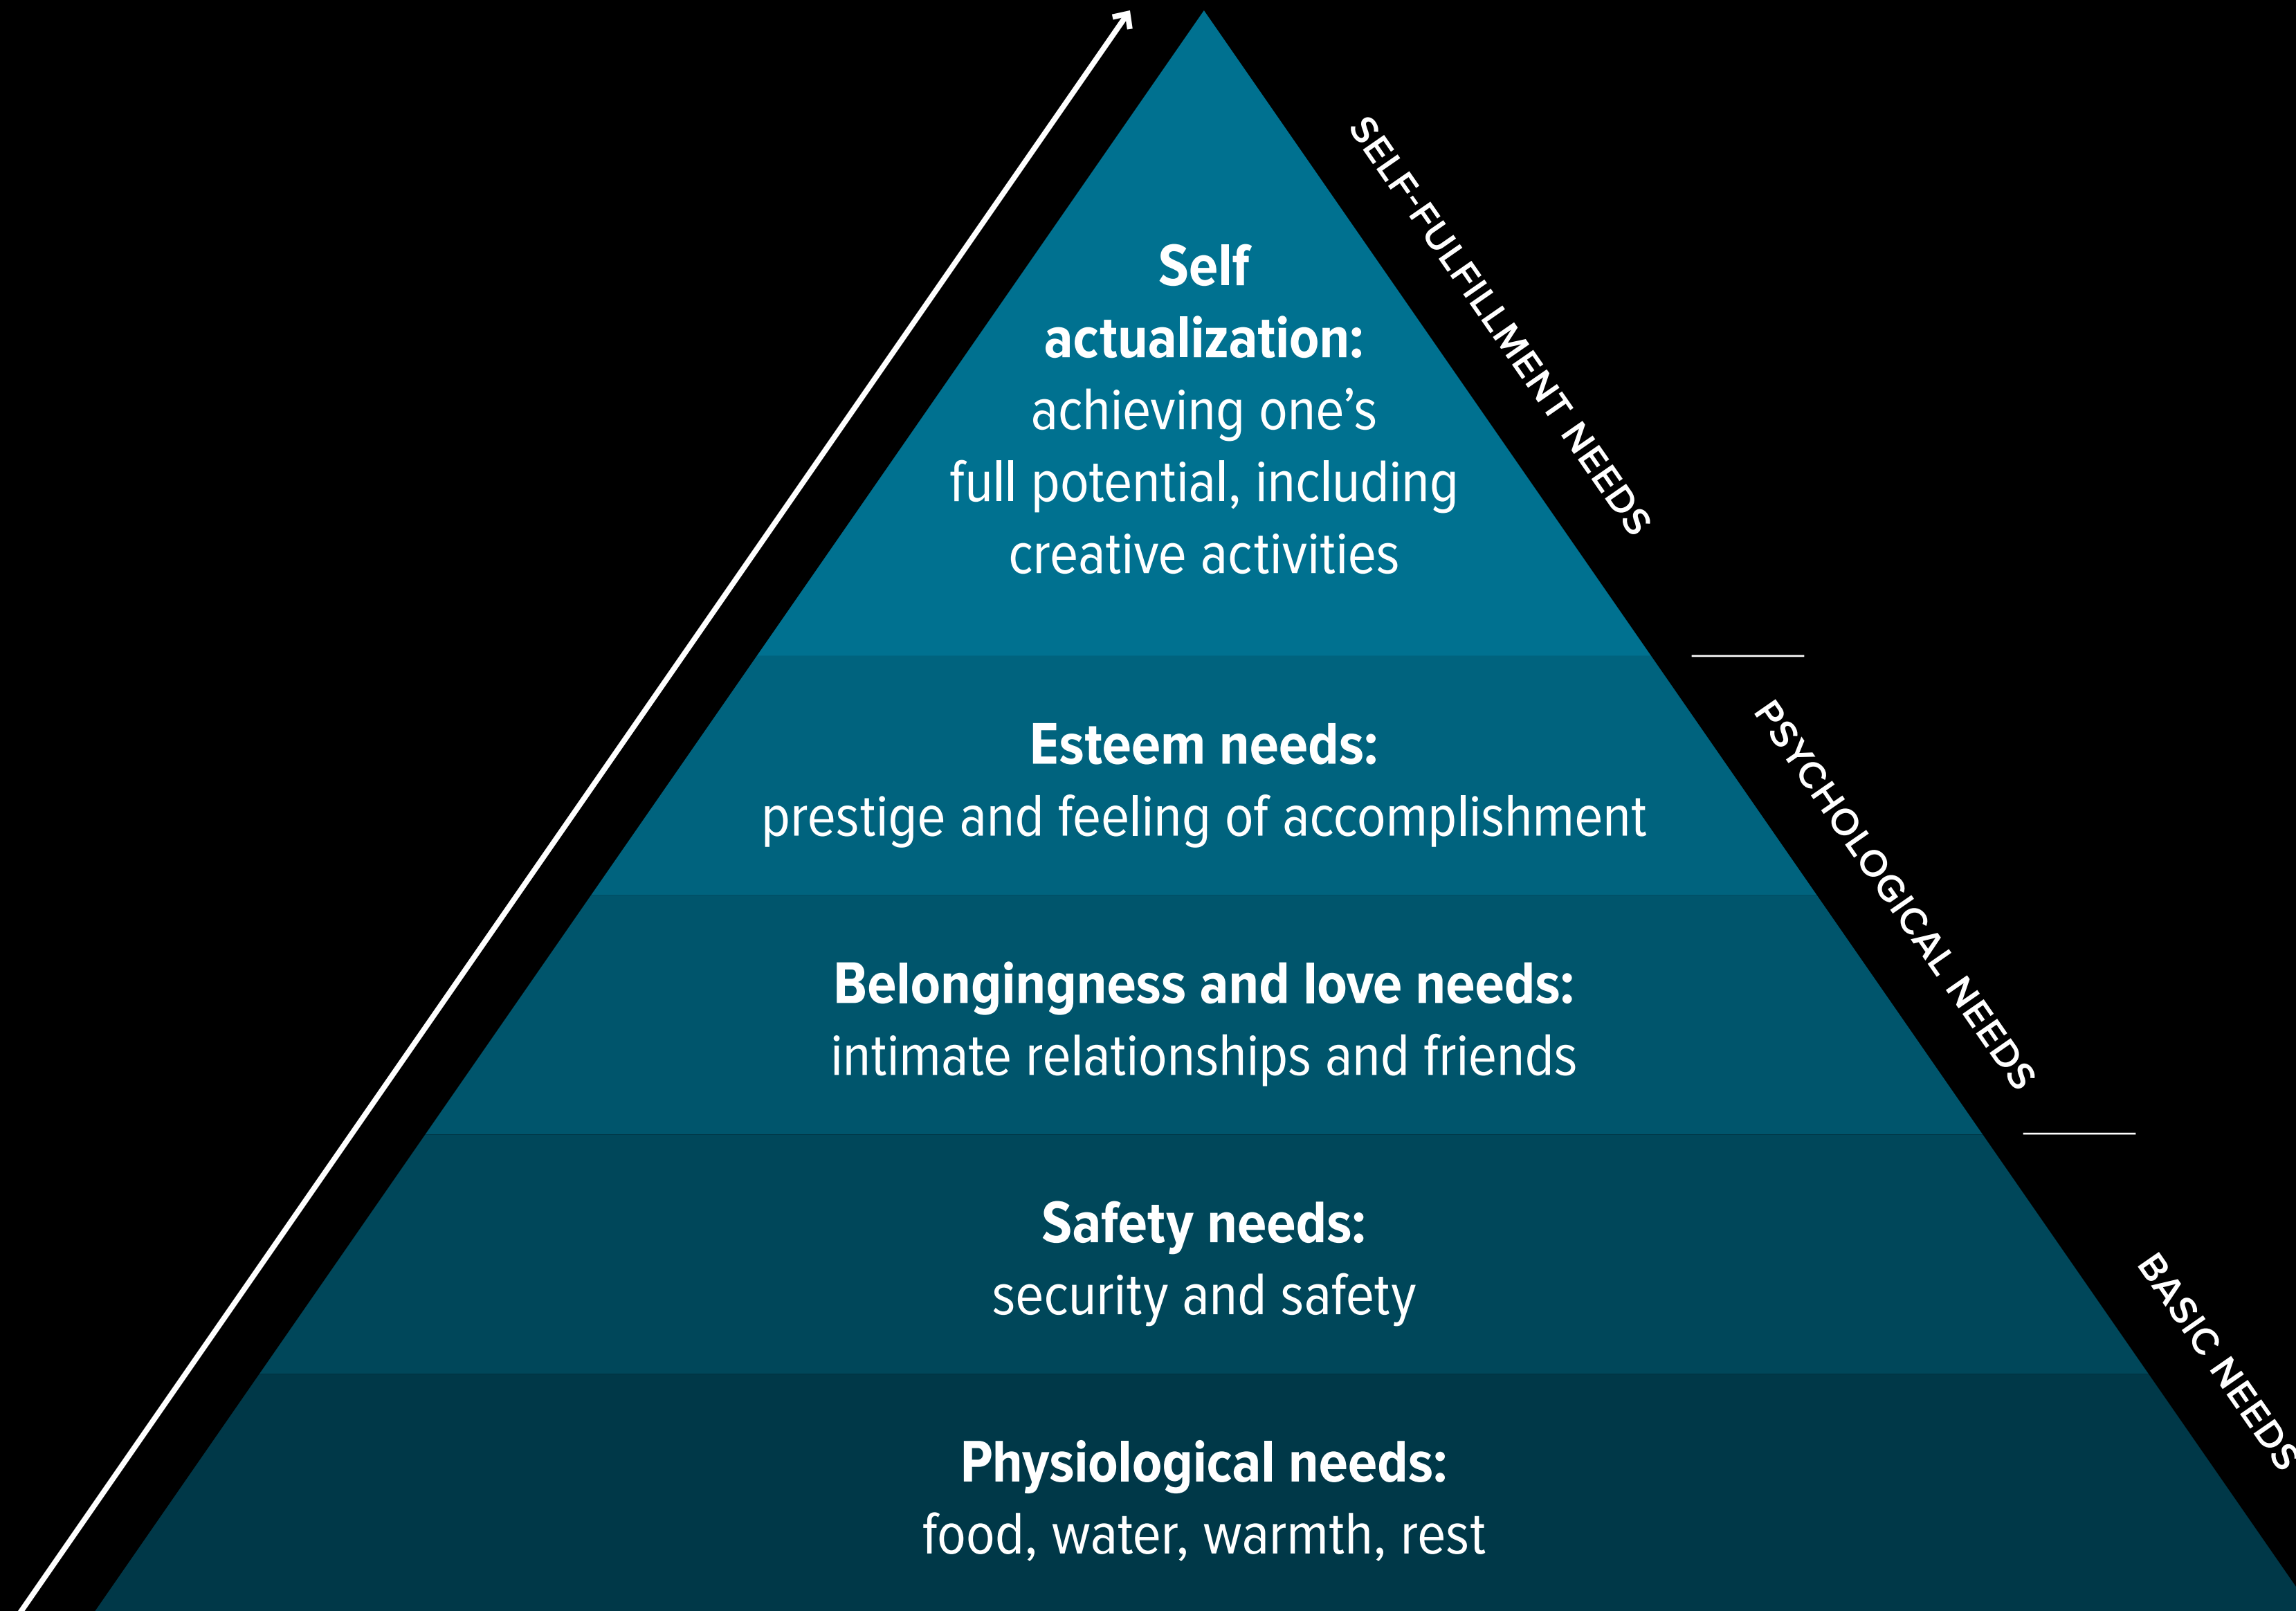 Self
actualization:
achieving one’s
full potential, including
creative activities
SELF-FULFILLMENT NEEDS
Esteem needs:
prestige and feeling of accomplishment
Belongingness and love needs:
intimate relationships and friends
PSYCHOLOGICAL NEEDS
Safety needs:
security and safety
Physiological needs:
food, water, warmth, rest
BASIC NEEDS